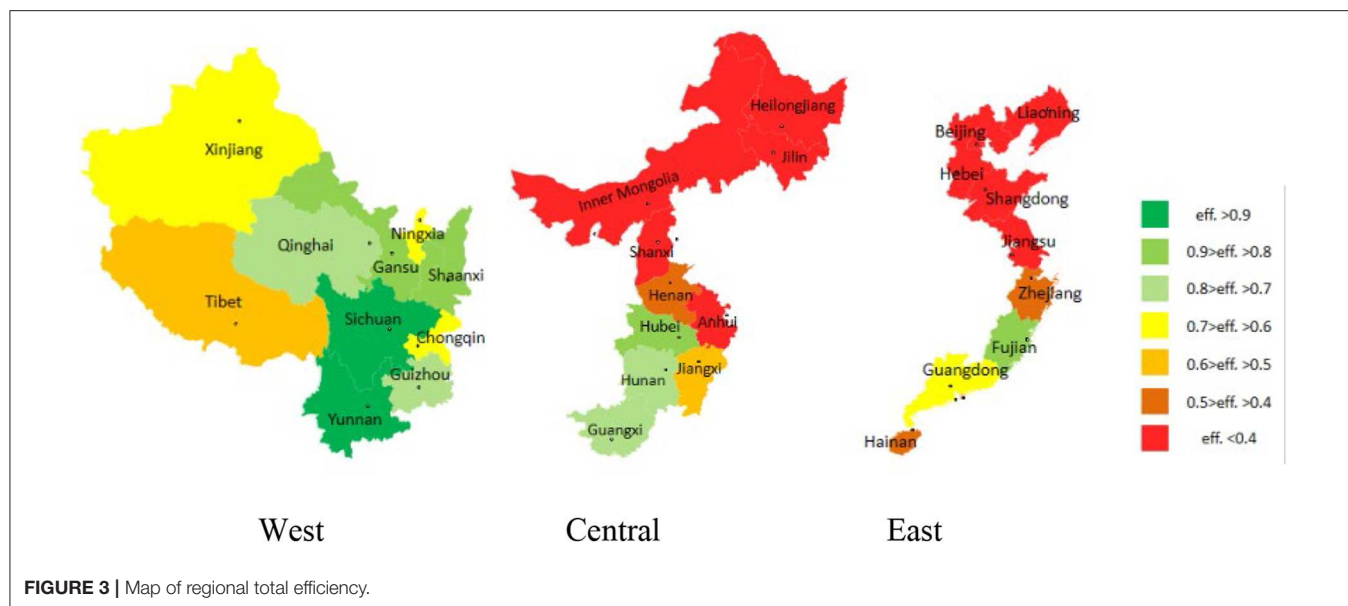 Xinjiang
Tibet
Qinghai
Gansu
Ningxia
Shaanxi
Sichuan
Chongqin
Guizhou
Yunnan
West
Heilongjiang
Jilin
Inner Mongolia
Shanxi
Henan
Anhui
Hubei
Jiangxi
Hunan
Guangxi
Central
Liaoning
Beijing
Hebei
Shangdong
Jiangsu
Zhejiang
Fujian
Guangdong
Hainan
East
eff. >0.9
0.9>eff. >0.8
0.8>eff. >0.7
0.7>eff. >0.6
0.6>eff. >0.5
0.5>eff. >0.4
eff. <0.4
FIGURE 3 | Map of regional total efficiency.